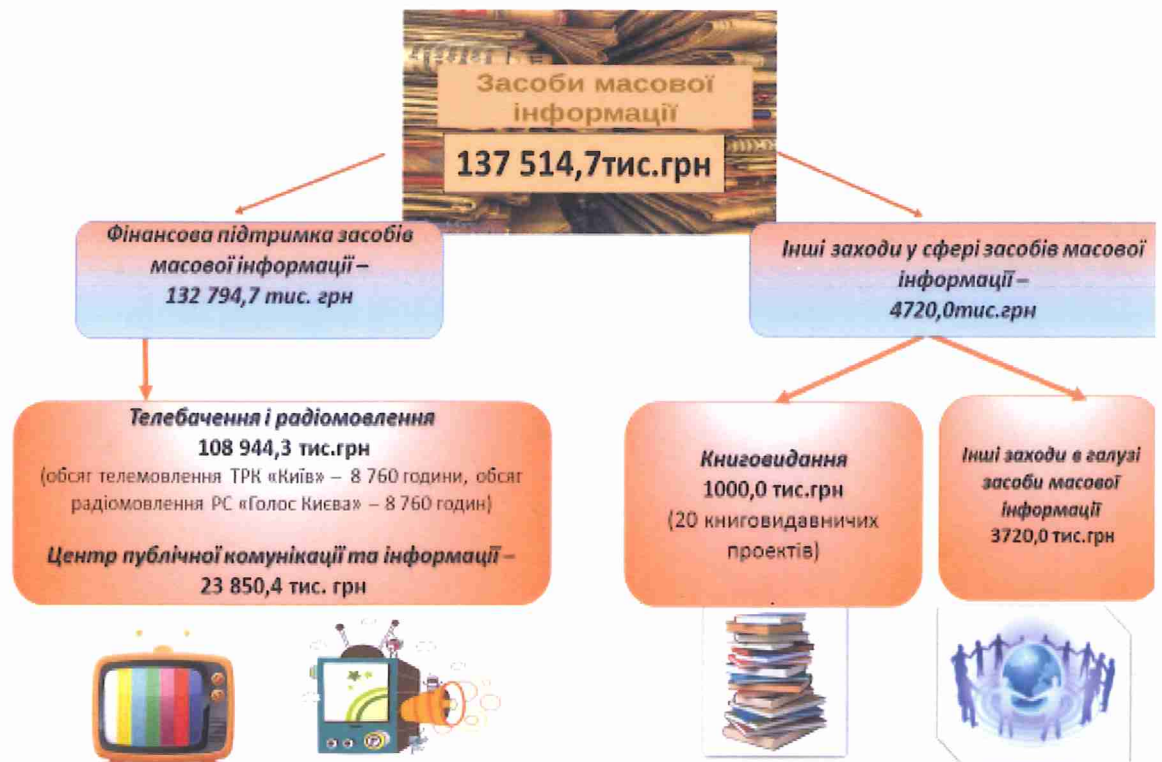 Засоби масової
інформації
137 514,7тис.грн
Фінансова підтримка засобів
масової інформації –
132 794,7 тис. грн
Інші заходи у сфері засобів масової
інформації –
4720,0тис.грн
Телебачення і радіомовлення
108 944,3 тис.грн
(обсяг телемовлення ТРК «Київ» – 8 760 години, обсяг
радіомовлення РС «Голос Києва» – 8 760 годин)
Центр публічної комунікації та інформації –
23 850,4 тис. грн
Книговидання
1000,0 тис.грн
(20 книговидавничих
проектів)
Інші заходи в галузі
засоби масової
інформації
3720,0 тис.грн